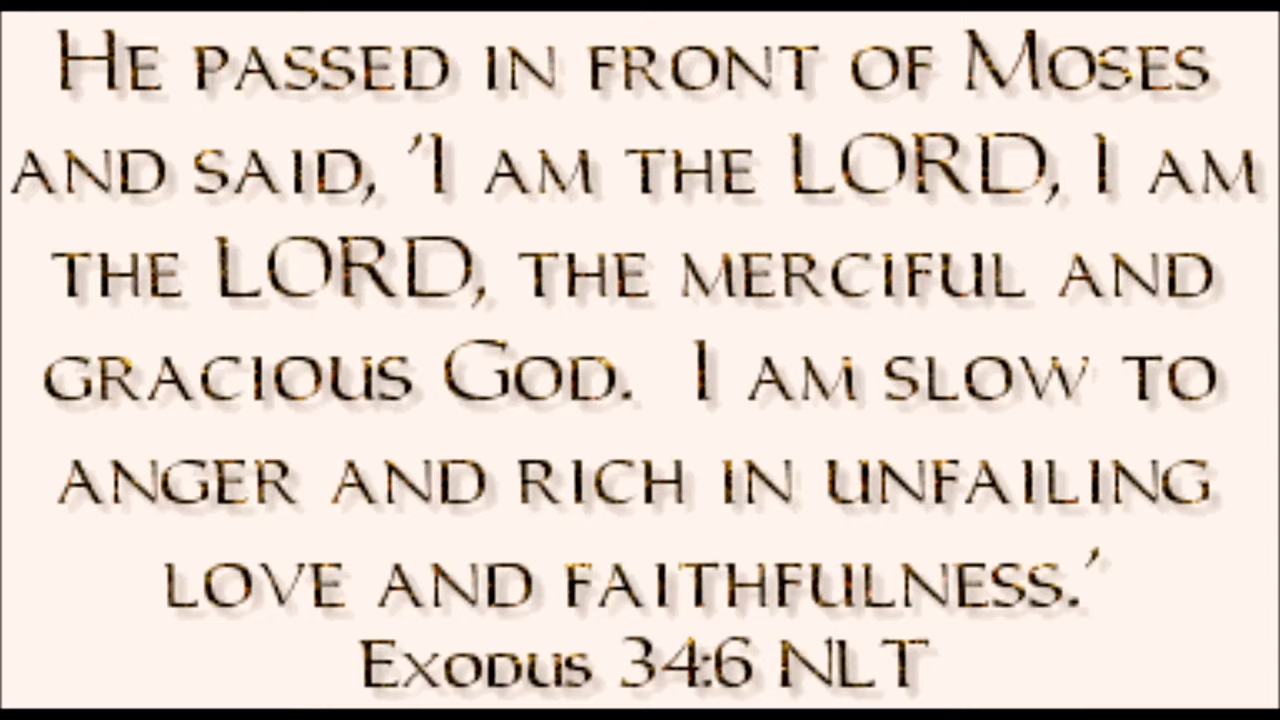 He passed in front of Moses
and said, 'I am the LORD, I am
the LORD, the merciful and
gracious God.  I am slow to
anger and rich in unfailing
love and faithfulness.'
Exodus 34:6 NLT